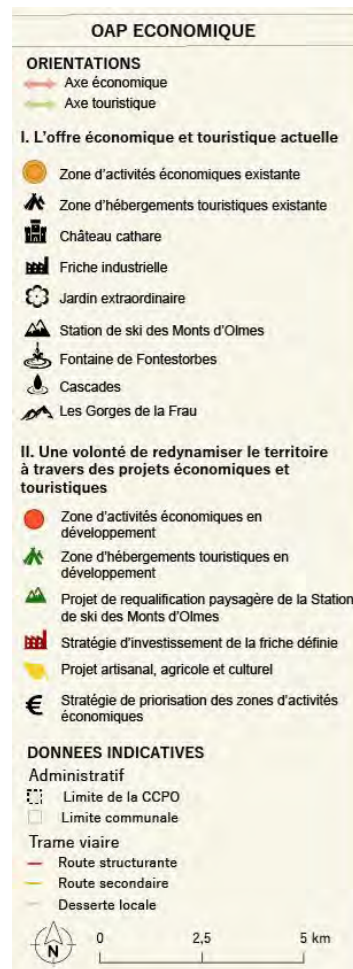 OAP ECONOMIQUE
ORIENTATIONS
Axe économique
Axe touristique
I. L'offre économique et touristique actuelle
Zone d'activités économiques existante
Zone d'hébergements touristiques existante
Château cathare
Friche industrielle
Jardin extraordinaire
Station de ski des Monts d'Olmes
Fontaine de Fontestorbes
Cascades
Les Gorges de la Frau
II. Une volonté de redynamiser le territoire
à travers des projets économiques et
touristiques
Zone d'activités économiques en
développement
Zone d'hébergements touristiques en
développement
Projet de requalification paysagère de la Station
de ski des Monts d'Olmes
Stratégie d'investissement de la friche définie
Projet artisanal, agricole et culturel
€ Stratégie de priorisation des zones d'activités
économiques
DONNEES INDICATIVES
Administratif
Limite de la CCPO
Limite communale
Trame viaire
Route structurante
Route secondaire
Desserte locale
N 0 2,5 5 km